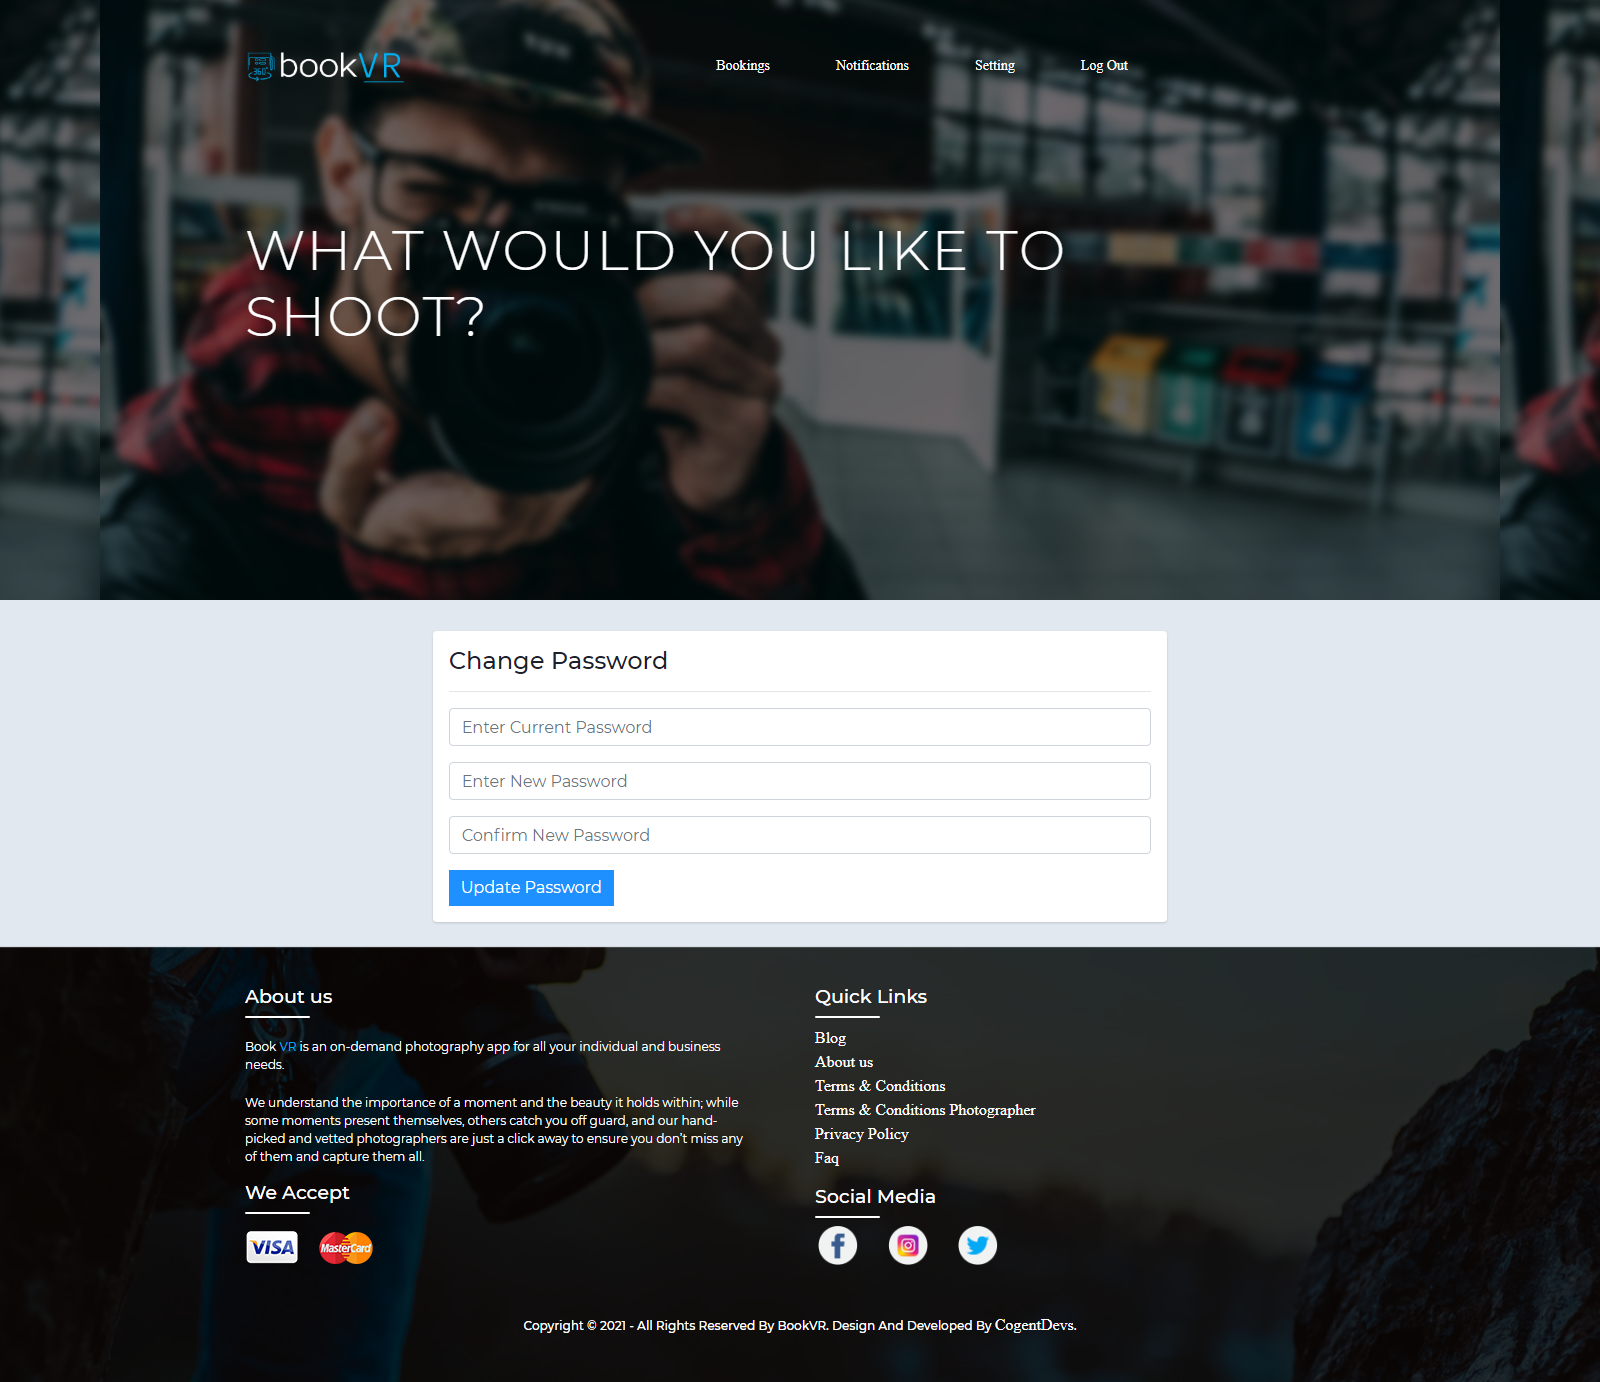 bookVR
360°
Bookings
Notifications
Setting
Log Out
WHAT WOULD YOU LIKE TO
SHOOT?
Change Password
Enter Current Password
Enter New Password
Confirm New Password
Update Password
About us
Book VR is an on-demand photography app for all your individual and business
needs.
We understand the importance of a moment and the beauty it holds within; while
some moments present themselves, others catch you off guard, and our hand-
picked and vetted photographers are just a click away to ensure you don't miss any
of them and capture them all.
We Accept
VISA
MasterCard
Quick Links
Blog
About us
Terms & Conditions
Terms & Conditions Photographer
Privacy Policy
Faq
Social Media
Copyright © 2021 - All Rights Reserved By BookVR. Design And Developed By CogentDevs.